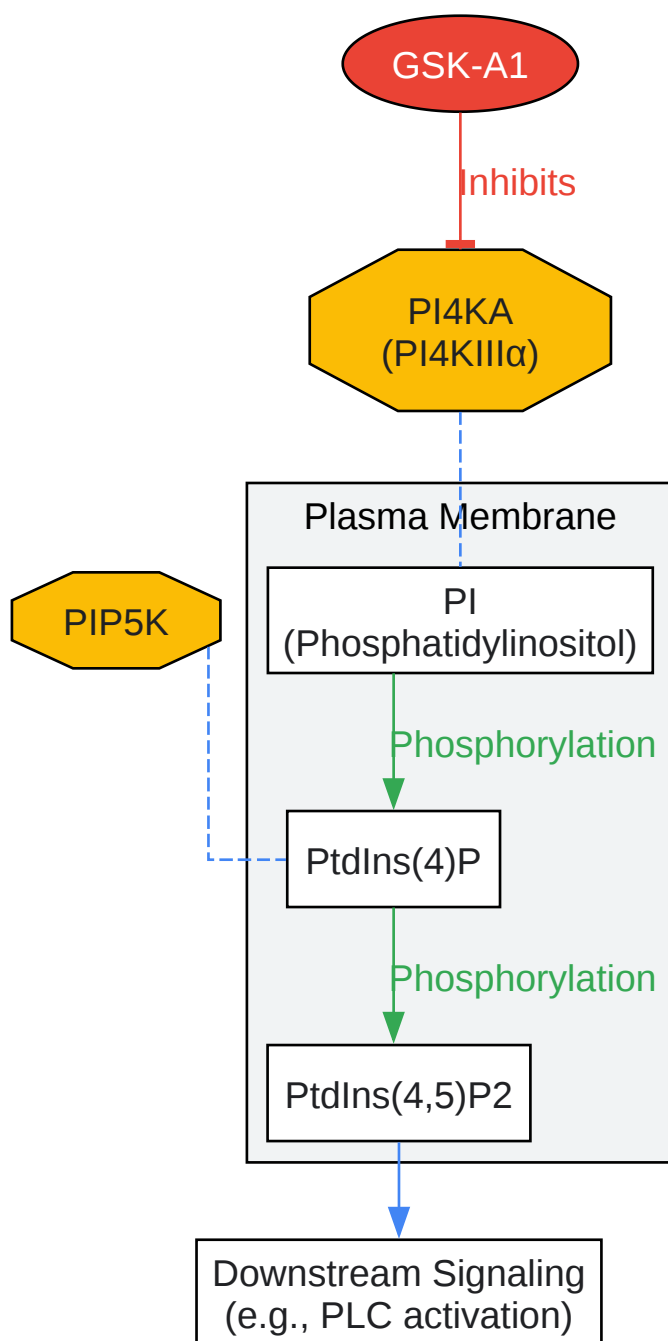 GSK-A1
Inhibits
PI4KA
(PI4KIIIα)
Plasma Membrane
PI
(Phosphatidylinositol)
PIP5K
Phosphorylation
PtdIns(4)P
Phosphorylation
PtdIns(4,5)P2
Downstream Signaling
(e.g., PLC activation)